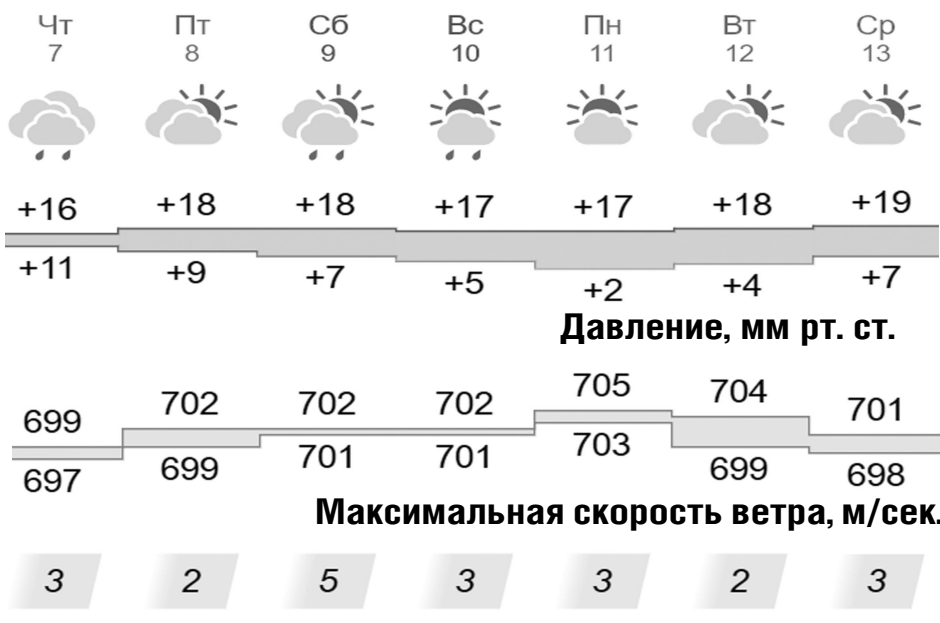 Чт Пт Сб Вс Пн Вт Ср
7 8 9 10 11 12 13
+16 +18 +18 +17 +17 +18 +19
+11 +9 +7 +5 +2 +4 +7
Давление, мм рт. ст.
699 702 702 702 705 704 701
697 699 701 701 703 699 698
Максимальная скорость ветра, м/сек.
3 2 5 3 3 2 3